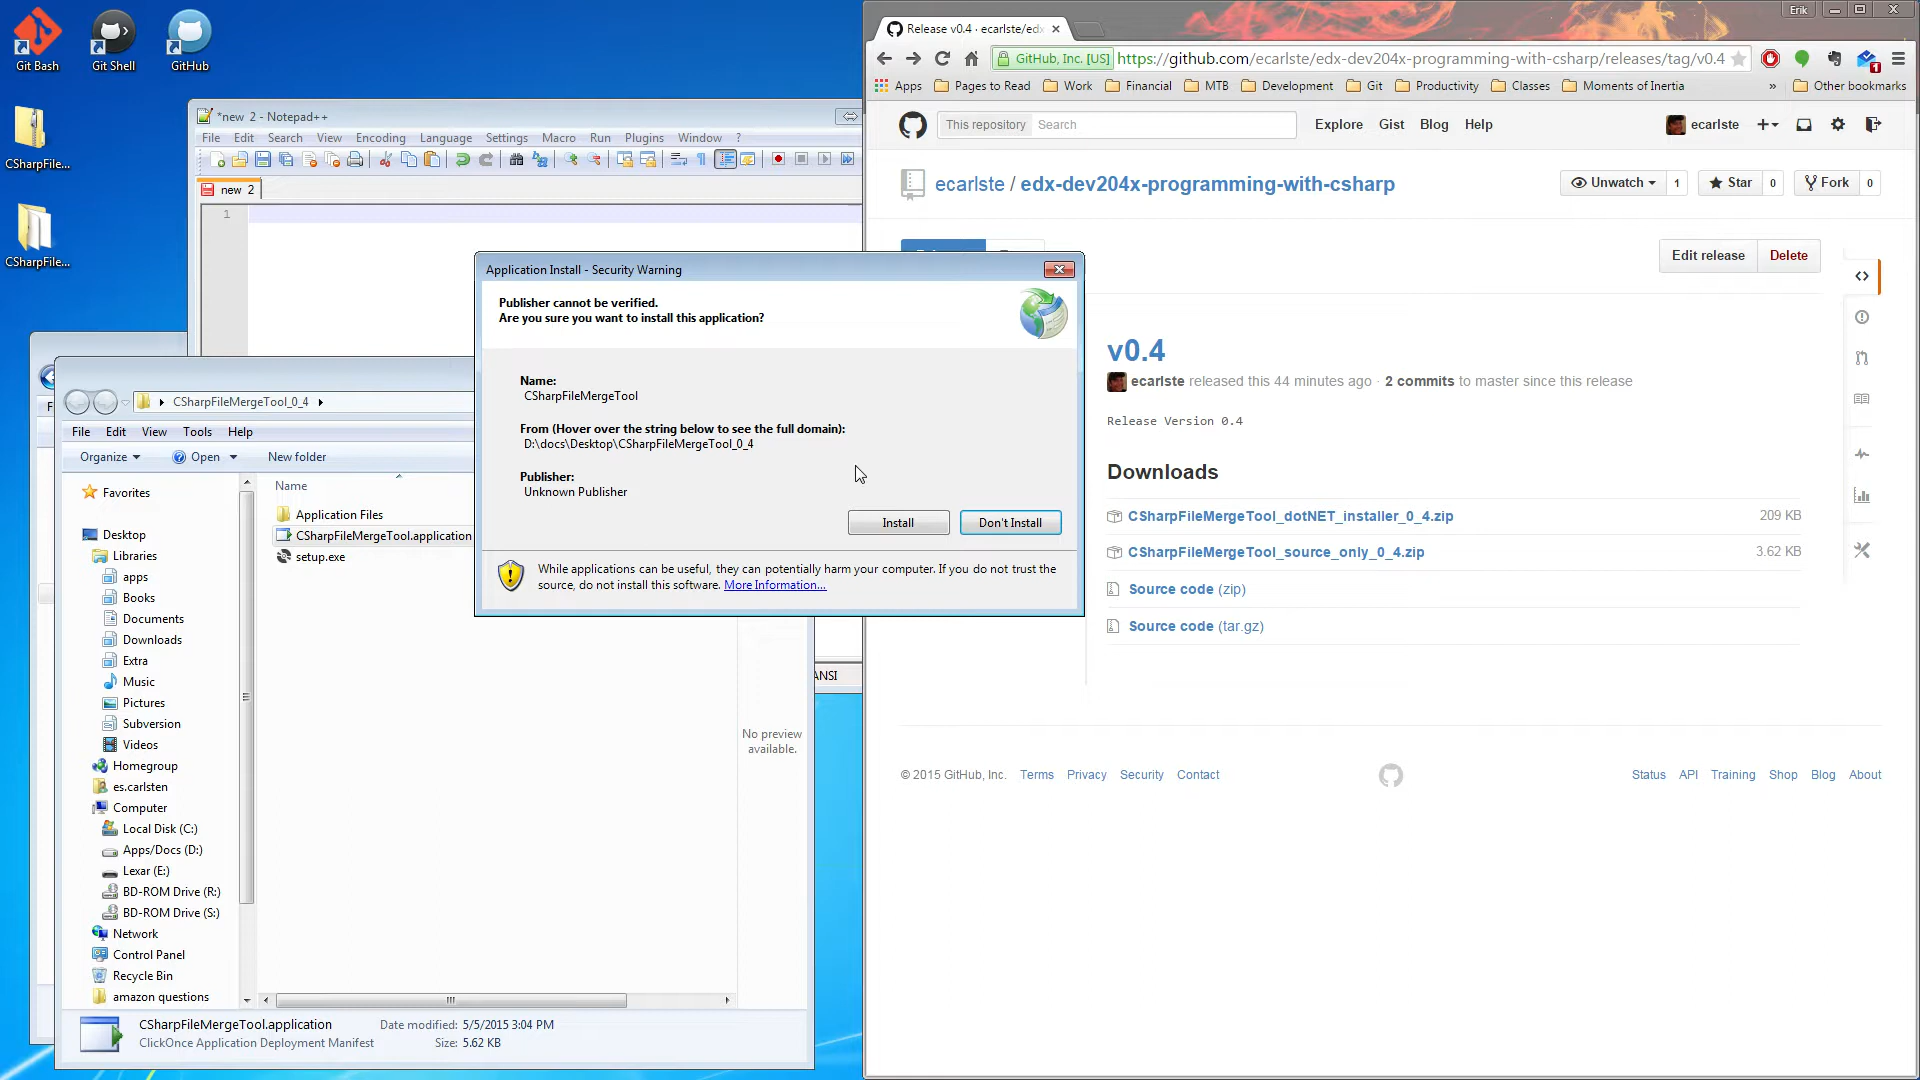 Git Bash
Git Shell
GitHub
CSharpFile...
CSharpFile...
*new 2 - Notepad++
File Edit Search View Encoding Language Settings Macro Run Plugins Window ?
new 2
1
ANSI
CSharpFileMergeTool_0_4
File Edit View Tools Help
Organize Open New folder
Favorites
Desktop
Libraries
apps
Books
Documents
Downloads
Extra
Music
Pictures
Subversion
Videos
Homegroup
es.carlsten
Computer
Local Disk (C:)
Apps/Docs (D:)
Lexar (E:)
BD-ROM Drive (R:)
BD-ROM Drive (S:)
Network
Control Panel
Recycle Bin
amazon questions
Name
Application Files
CSharpFileMergeTool.application
setup.exe
No preview
available.
CSharpFileMergeTool.application Date modified: 5/5/2015 3:04 PM
ClickOnce Application Deployment Manifest Size: 5.62 KB
Application Install - Security Warning
Publisher cannot be verified.
Are you sure you want to install this application?
Name:
CSharpFileMergeTool
From (Hover over the string below to see the full domain):
D:\docs\Desktop\CSharpFileMergeTool_0_4
Publisher:
Unknown Publisher
Install Don't Install
While applications can be useful, they can potentially harm your computer. If you do not trust the
source, do not install this software. More Information...
Erik
Release v0.4 · ecarlste/edx
GitHub, Inc. [US] https://github.com/ecarlste/edx-dev204x-programming-with-csharp/releases/tag/v0.4
1
Apps Pages to Read Work Financial MTB Development Git Productivity Classes Moments of Inertia » Other bookmarks
This repository Search Explore Gist Blog Help ecarlste
ecarlste / edx-dev204x-programming-with-csharp Unwatch 1 Star 0 Fork 0
Edit release Delete
v0.4
ecarlste released this 44 minutes ago · 2 commits to master since this release
Release Version 0.4
Downloads
CSharpFileMergeTool_dotNET_installer_0_4.zip 209 KB
CSharpFileMergeTool_source_only_0_4.zip 3.62 KB
Source code (zip)
Source code (tar.gz)
© 2015 GitHub, Inc. Terms Privacy Security Contact Status API Training Shop Blog About